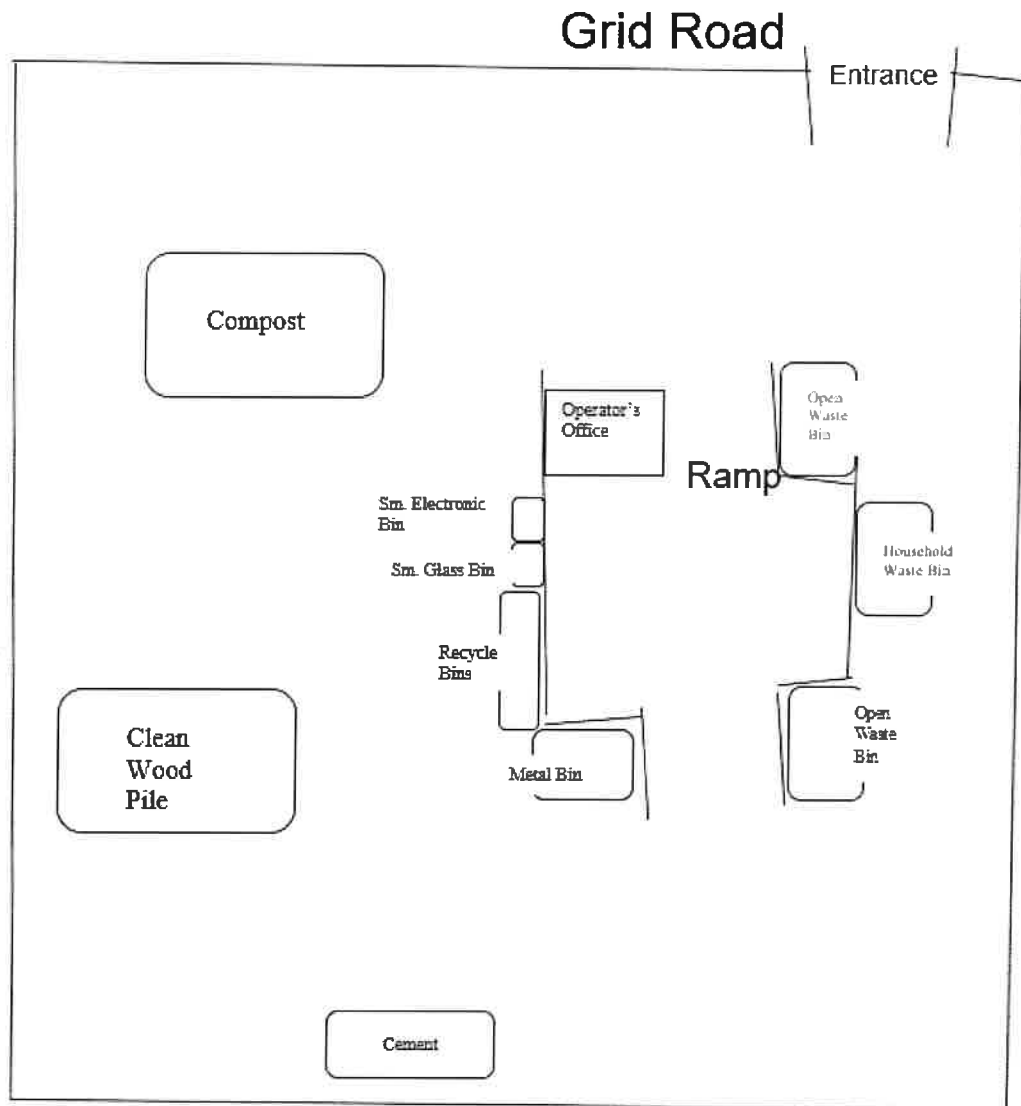 Grid Road
Entrance
Compost
Operator's
Office
Open
Waste
Bin
Ramp
Sm. Electronic
Bin
Sm. Glass Bin
Household
Waste Bin
Recycle
Bins
Clean
Wood
Pile
Metal Bin
Open
Waste
Bin
Cement